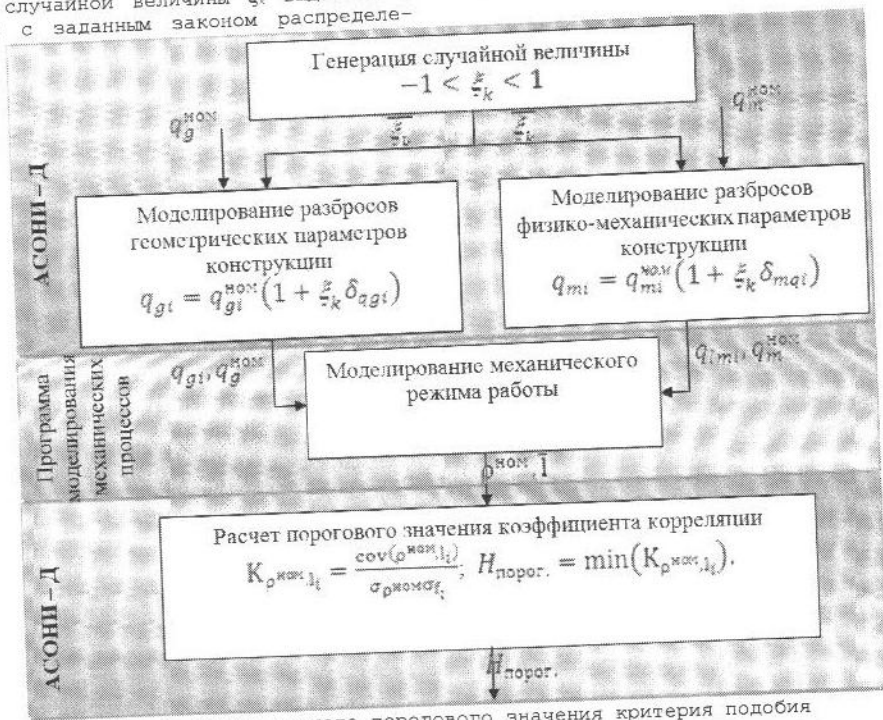 случайной величины
с заданным законом распределе-
Генерация случайной величины
−1 < ξ_k < 1
q_g^ном
ξ_k
ξ_k
q_m^ном
АСОНИ-Д
Моделирование разбросов
геометрических параметров
конструкции
q_gi = q_gi^ном(1 + ξ_k δ_qgi)
Моделирование разбросов
физико-механических параметров
конструкции
q_mi = q_mi^ном(1 + ξ_k δ_mqi)
Программа
моделирования
механических
процессов
q_gi, q_g^ном
Моделирование механического
режима работы
q_imi, q_m^ном
ρ^ном, l
АСОНИ-Д
Расчет порогового значения коэффициента корреляции
K_ρ^ном,l_i = cov(ρ^ном,l_i) / σ_ρ^ном σ_l_i; H_порог. = min(K_ρ^ном,l_i).
H_порог.
порогового значения критерия подобия